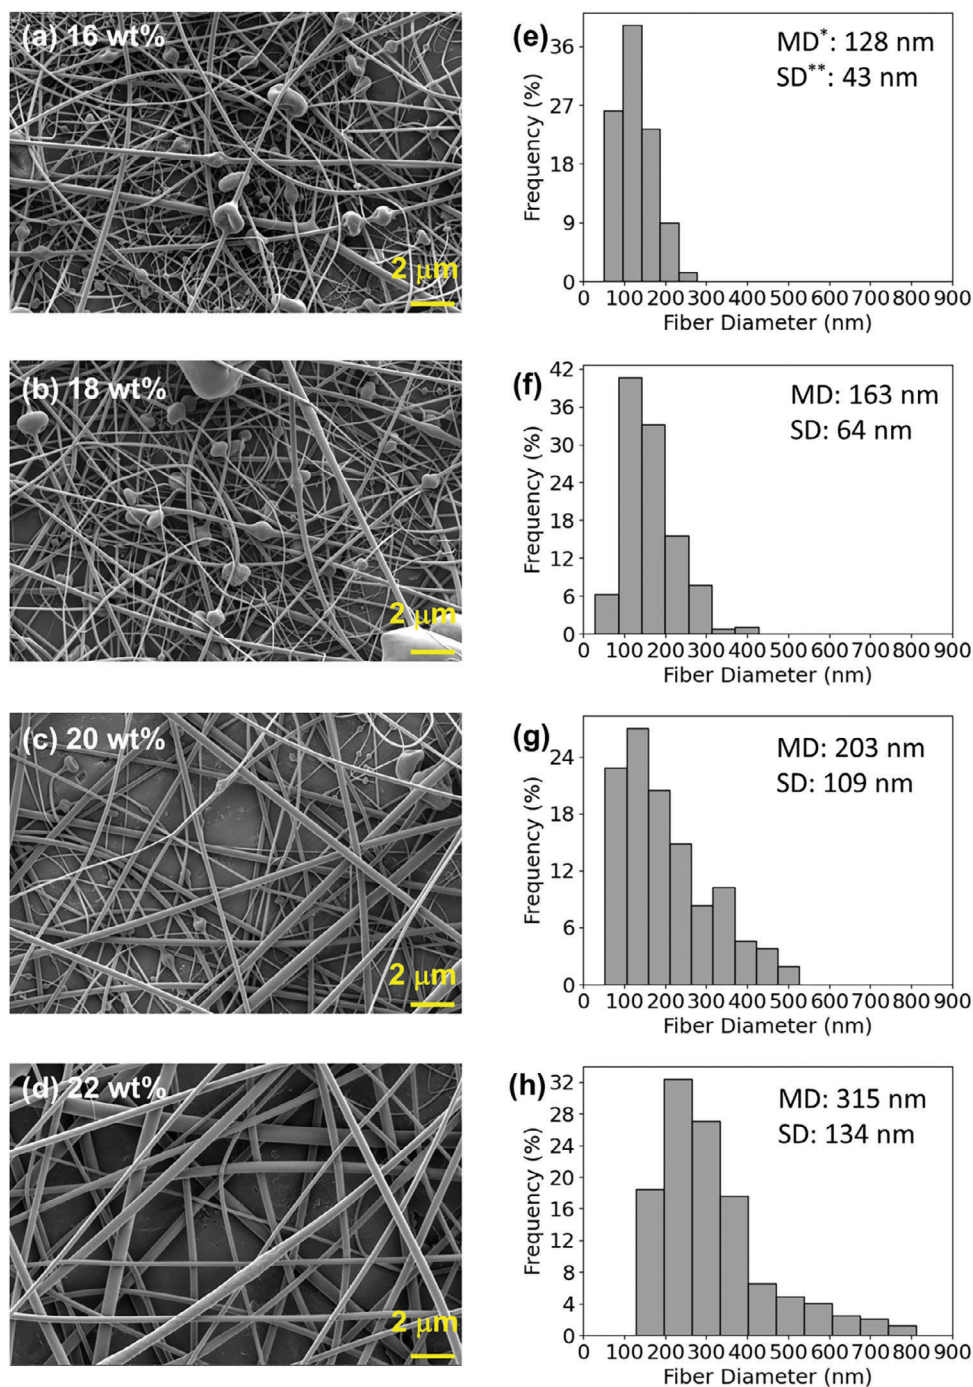 (a) 16 wt%
2 μm
(e)
MD*: 128 nm
SD**: 43 nm
Frequency (%)
36
27
18
9
0
0 100 200 300 400 500 600 700 800 900
Fiber Diameter (nm)
(b) 18 wt%
2 μm
(f)
MD: 163 nm
SD: 64 nm
Frequency (%)
42
36
30
24
18
12
6
0
0 100 200 300 400 500 600 700 800 900
Fiber Diameter (nm)
(c) 20 wt%
2 μm
(g)
MD: 203 nm
SD: 109 nm
Frequency (%)
24
18
12
6
0
0 100 200 300 400 500 600 700 800 900
Fiber Diameter (nm)
(d) 22 wt%
2 μm
(h)
MD: 315 nm
SD: 134 nm
Frequency (%)
32
28
24
20
16
12
8
4
0
0 100 200 300 400 500 600 700 800 900
Fiber Diameter (nm)